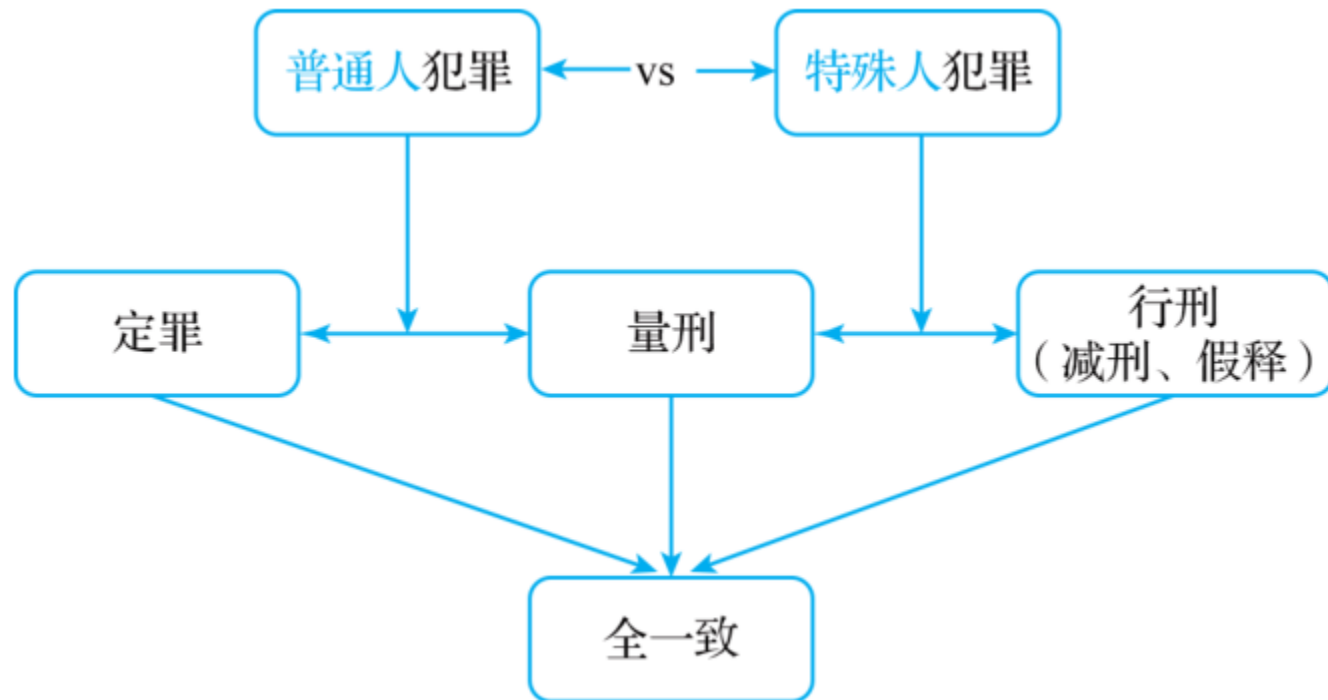 普通人犯罪
vs
特殊人犯罪
定罪
量刑
行刑
（减刑、假释）
全一致